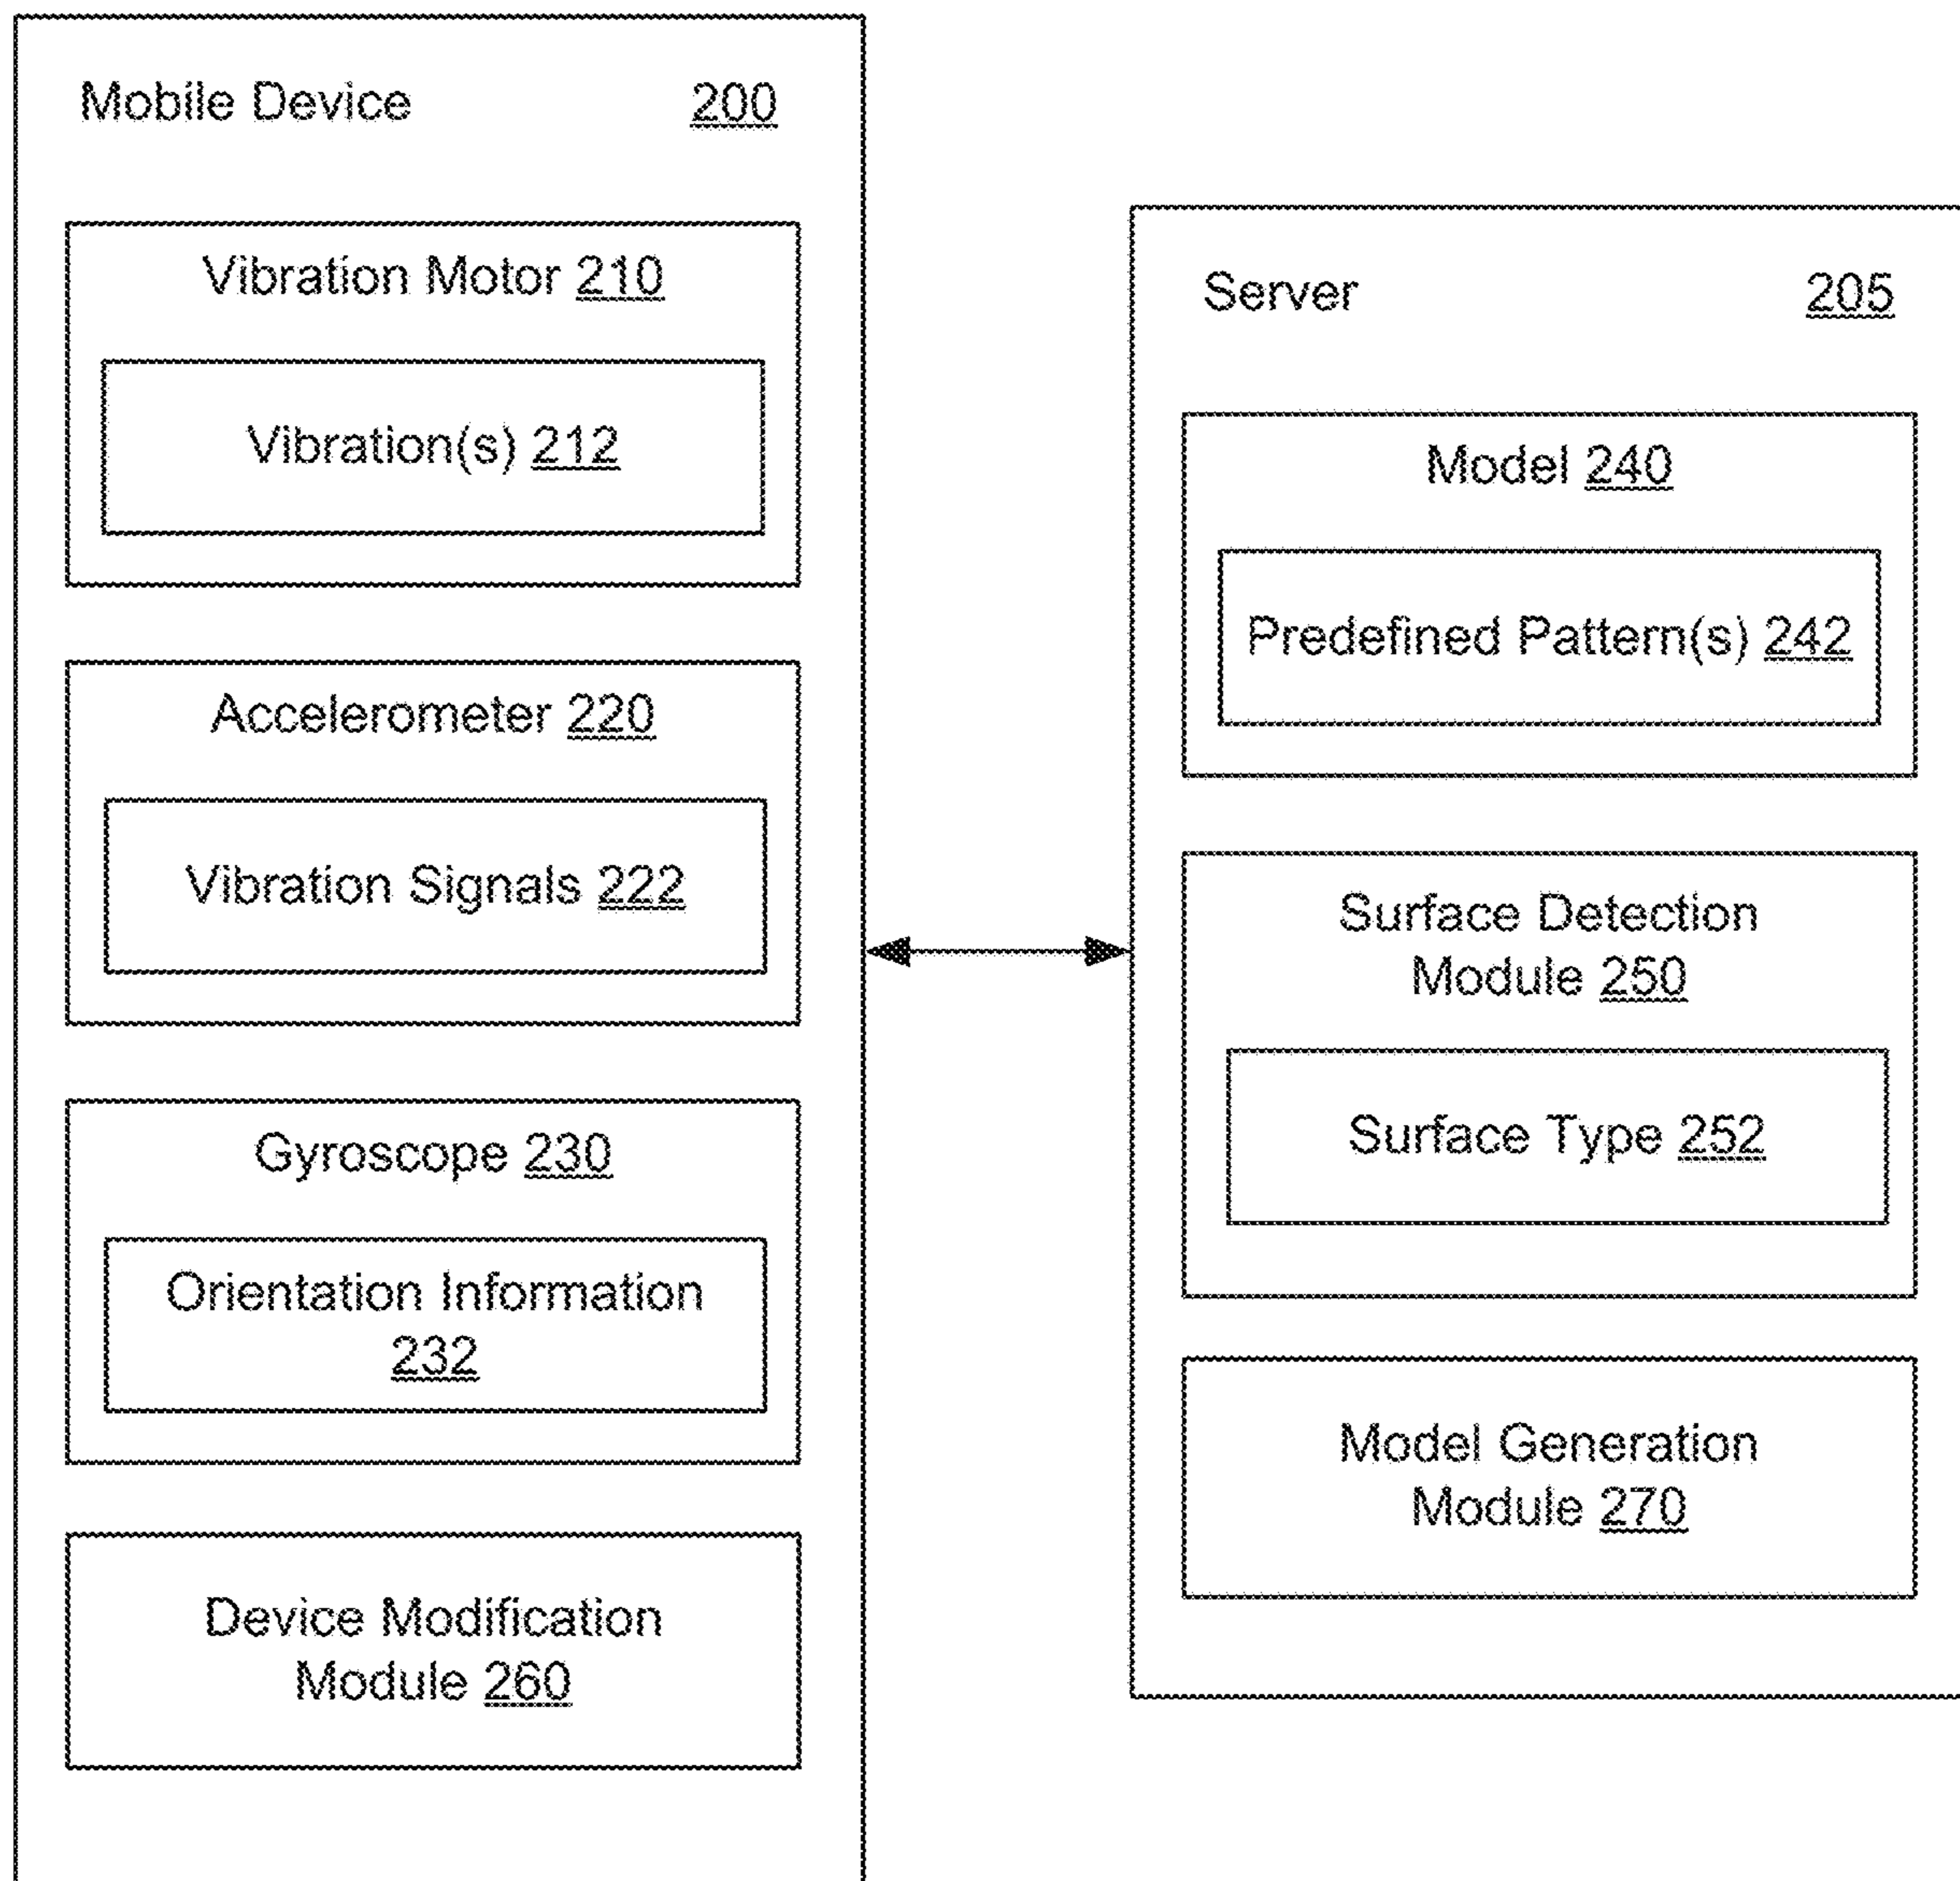 Mobile Device 200
Vibration Motor 210
Vibration(s) 212
Accelerometer 220
Vibration Signals 222
Gyroscope 230
Orientation Information
232
Device Modification
Module 260
Server 205
Model 240
Predefined Pattern(s) 242
Surface Detection
Module 250
Surface Type 252
Model Generation
Module 270